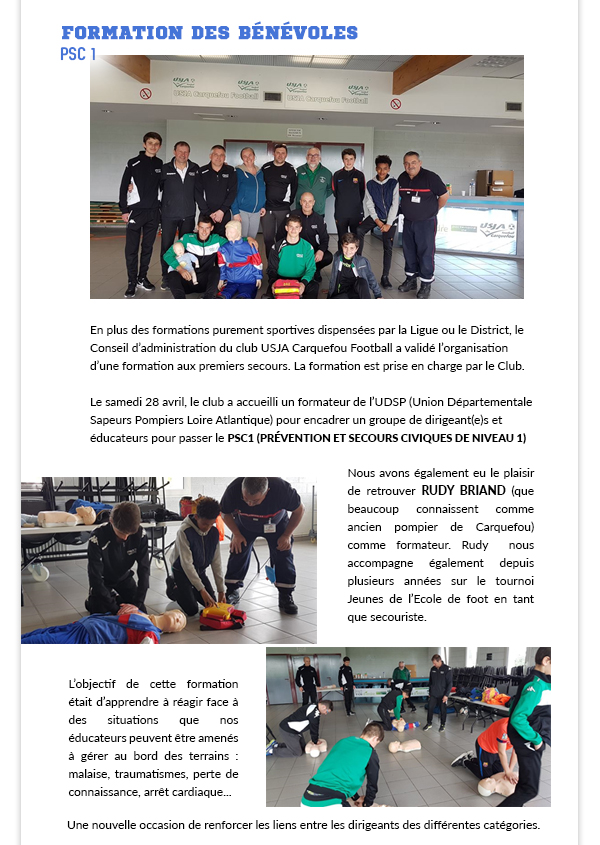 FORMATION DES BÉNÉVOLES
PSC 1
USJA Carquefou Football
USJA Carquefou Football
En plus des formations purement sportives dispensées par la Ligue ou le District, le
Conseil d'administration du club USJA Carquefou Football a validé l'organisation
d'une formation aux premiers secours. La formation est prise en charge par le Club.
Le samedi 28 avril, le club a accueilli un formateur de l'UDSP (Union Départementale
Sapeurs Pompiers Loire Atlantique) pour encadrer un groupe de dirigeant(e)s et
éducateurs pour passer le PSC1 (PRÉVENTION ET SECOURS CIVIQUES DE NIVEAU 1)
Nous avons également eu le plaisir
de retrouver RUDY BRIAND (que
beaucoup connaissent comme
ancien pompier de Carquefou)
comme formateur. Rudy nous
accompagne également depuis
plusieurs années sur le tournoi
Jeunes de l'Ecole de foot en tant
que secouriste.
L'objectif de cette formation
était d'apprendre à réagir face à
des situations que nos
éducateurs peuvent être amenés
à gérer au bord des terrains :
malaise, traumatismes, perte de
connaissance, arrêt cardiaque...
Une nouvelle occasion de renforcer les liens entre les dirigeants des différentes catégories.